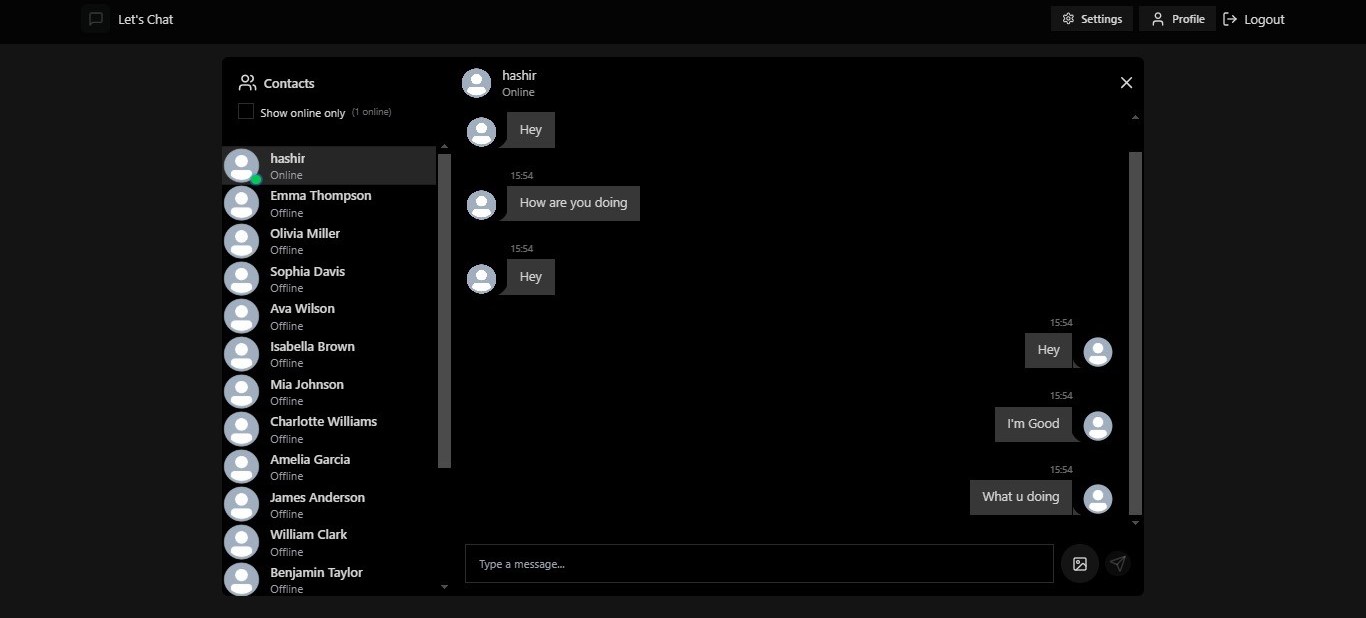 Let's Chat
Settings
Profile
Logout
Contacts
Show online only (1 online)
hashir
Online
Emma Thompson
Offline
Olivia Miller
Offline
Sophia Davis
Offline
Ava Wilson
Offline
Isabella Brown
Offline
Mia Johnson
Offline
Charlotte Williams
Offline
Amelia Garcia
Offline
James Anderson
Offline
William Clark
Offline
Benjamin Taylor
Offline
hashir
Online
Hey
15:54
How are you doing
15:54
Hey
15:54
Hey
15:54
I'm Good
15:54
What u doing
Type a message...